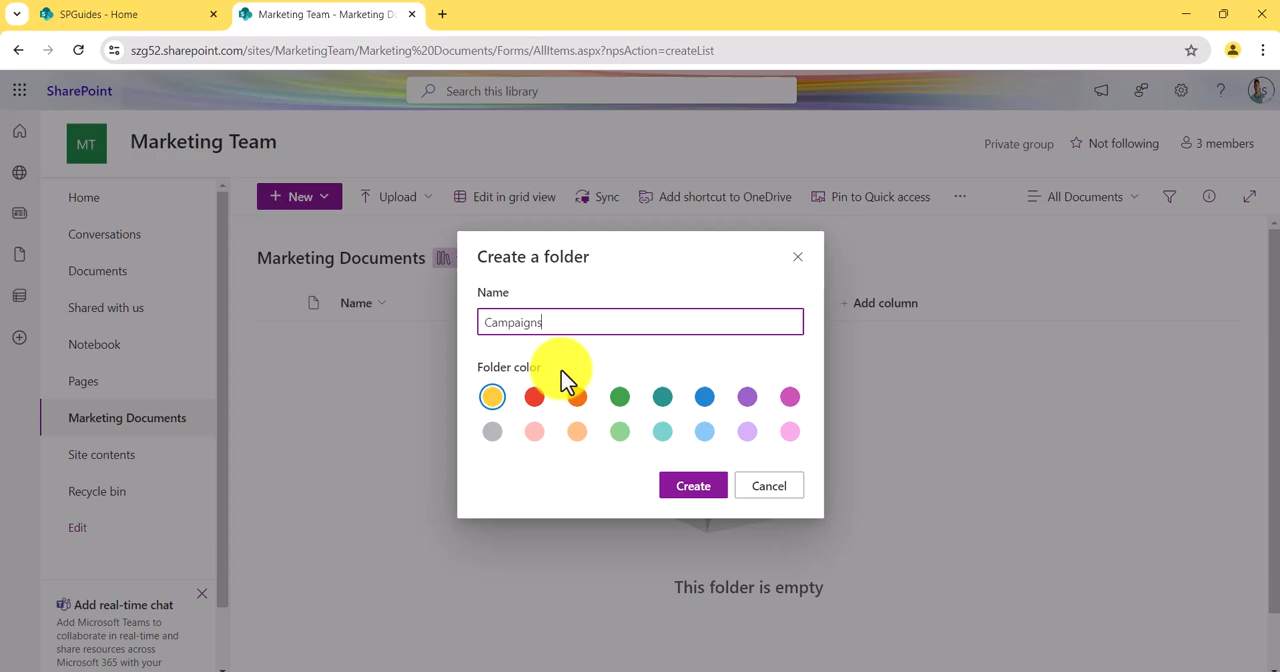 SPGuides - Home
Marketing Team - Marketing D
szg52.sharepoint.com/sites/MarketingTeam/Marketing%20Documents/Forms/AllItems.aspx?npsAction=createList
SharePoint
Search this library
MT
Marketing Team
Private group
Not following
3 members
Home
Conversations
Documents
Shared with us
Notebook
Pages
Marketing Documents
Site contents
Recycle bin
Edit
Add real-time chat
Add Microsoft Teams to
collaborate in real-time and
share resources across
Microsoft 365 with your
+ New
Upload
Edit in grid view
Sync
Add shortcut to OneDrive
Pin to Quick access
...
All Documents
Marketing Documents
Name
+ Add column
Create a folder
Name
Campaigns
Folder color
Create
Cancel
This folder is empty